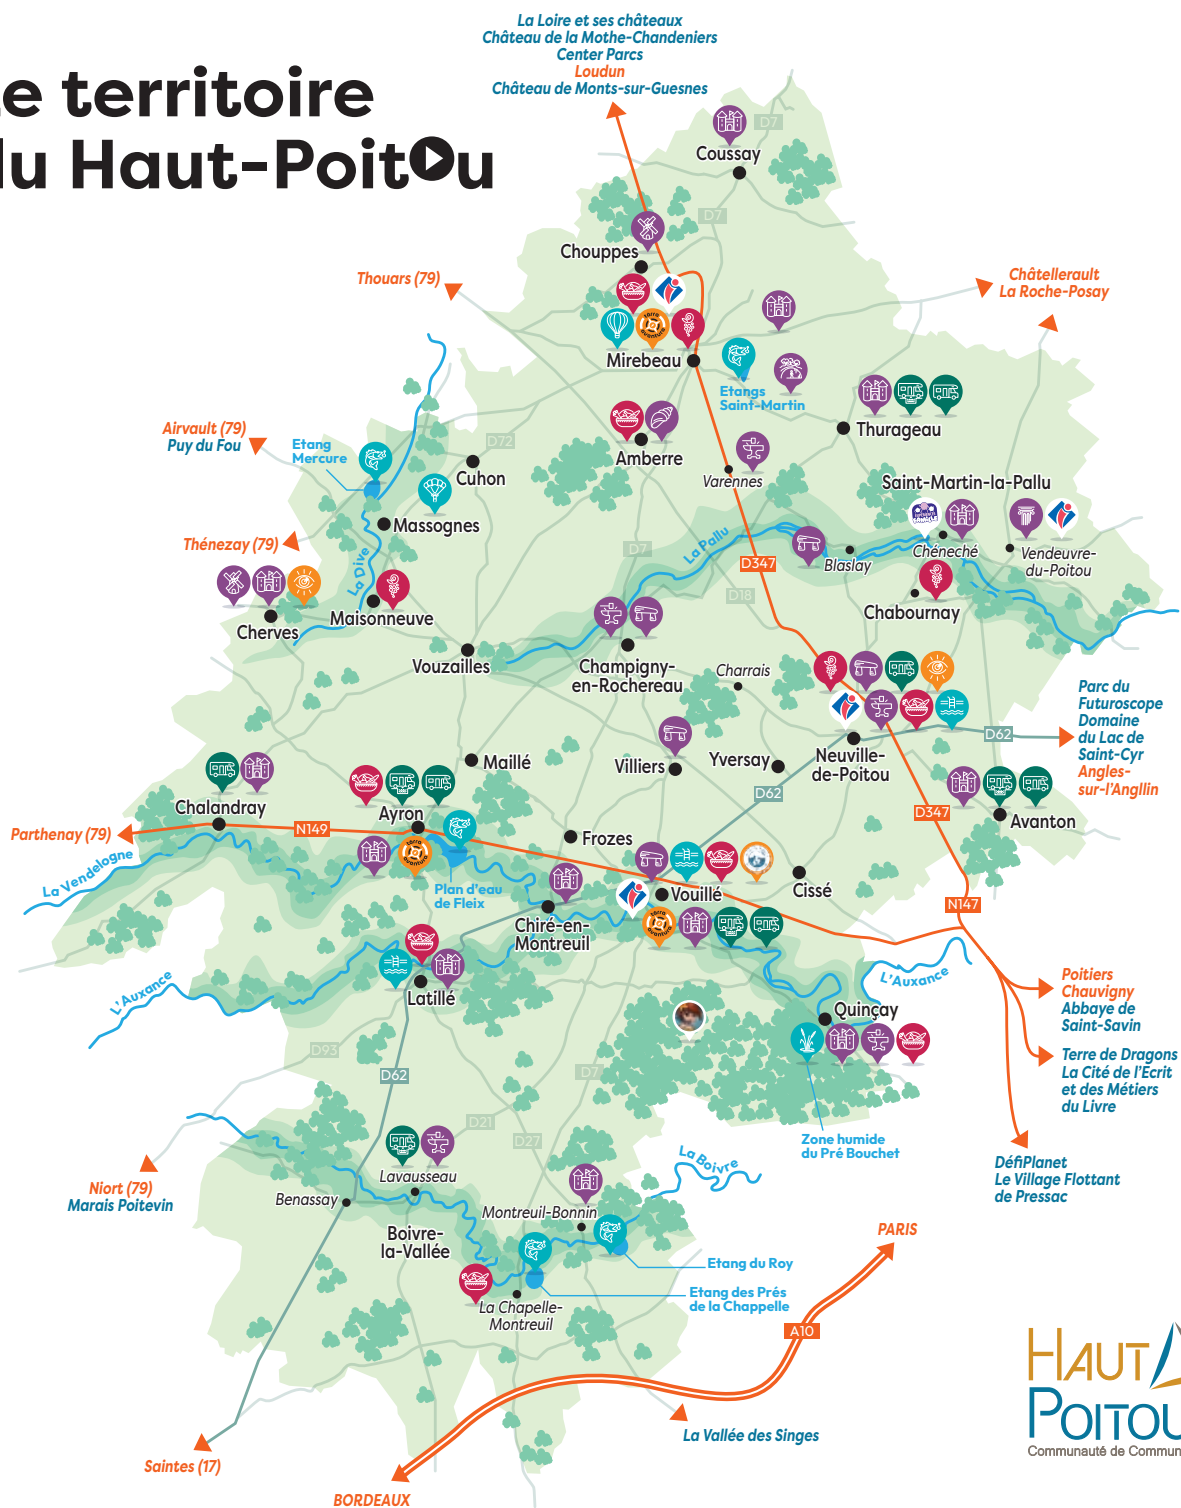 La Loire et ses châteaux
Château de la Mothe-Chandeniers
Center Parcs
Loudun
Château de Monts-sur-Guesnes
Le territoire
du Haut-Poitou
D7
Coussay
D7
Chouppes
Thouars (79)
Châtellerault
La Roche-Posay
terra
aventura
Mirebeau
Etangs
Saint-Martin
Airvault (79)
Puy du Fou
Etang
Mercure
D72
Cuhon
Amberre
Thurageau
Varennes
Saint-Martin-la-Pallu
Massognes
Thénezay (79)
La Dive
D7
La Pallu
D347
Blaslay
Chéneché
Vendeuvre-
du-Poitou
D18
Chabournay
Cherves
Maisonneuve
Vouzailles
Champigny-
en-Rochereau
Charrais
Parc du
Futuroscope
Domaine
du Lac de
Saint-Cyr
Angles-
sur-l'Angllin
D62
Maillé
Villiers
Yversay
Neuville-
de-Poitou
D62
Chalandray
Ayron
D347
Avanton
Parthenay (79)
N149
Frozes
terra
aventura
La Vendelogne
Plan d'eau
de Fleix
Vouillé
Cissé
N147
Chiré-en-
Montreuil
terra
aventura
L'Auxance
Latillé
L'Auxance
Poitiers
Chauvigny
Abbaye de
Saint-Savin
Quinçay
D93
D62
D7
Terre de Dragons
La Cité de l'Ecrit
et des Métiers
du Livre
D21
D27
Zone humide
du Pré Bouchet
La Boivre
DéfiPlanet
Le Village Flottant
de Pressac
Niort (79)
Marais Poitevin
Lavausseau
Benassay
Montreuil-Bonnin
Boivre-
la-Vallée
PARIS
Etang du Roy
Etang des Prés
de la Chappelle
La Chapelle-
Montreuil
A10
HAUT
POITOU
Communauté de Commun
La Vallée des Singes
Saintes (17)
BORDEAUX